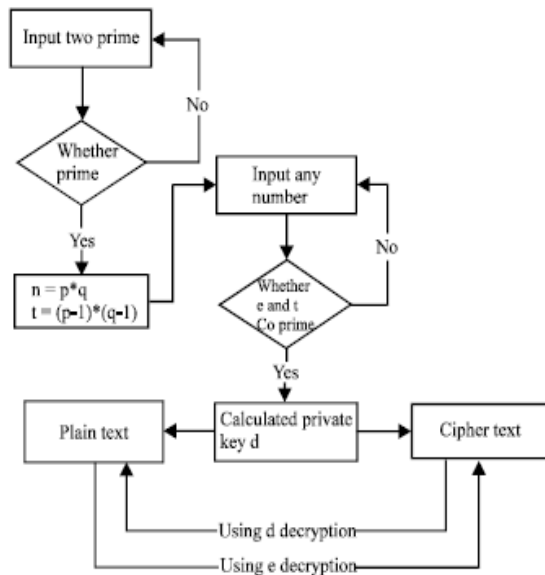 Input two prime
No
Whether
prime
Input any
number
Yes
No
n = p*q
t = (p-1)*(q-1)
Whether
e and t
Co prime
Yes
Calculated private
key d
Plain text
Cipher text
Using d decryption
Using e decryption